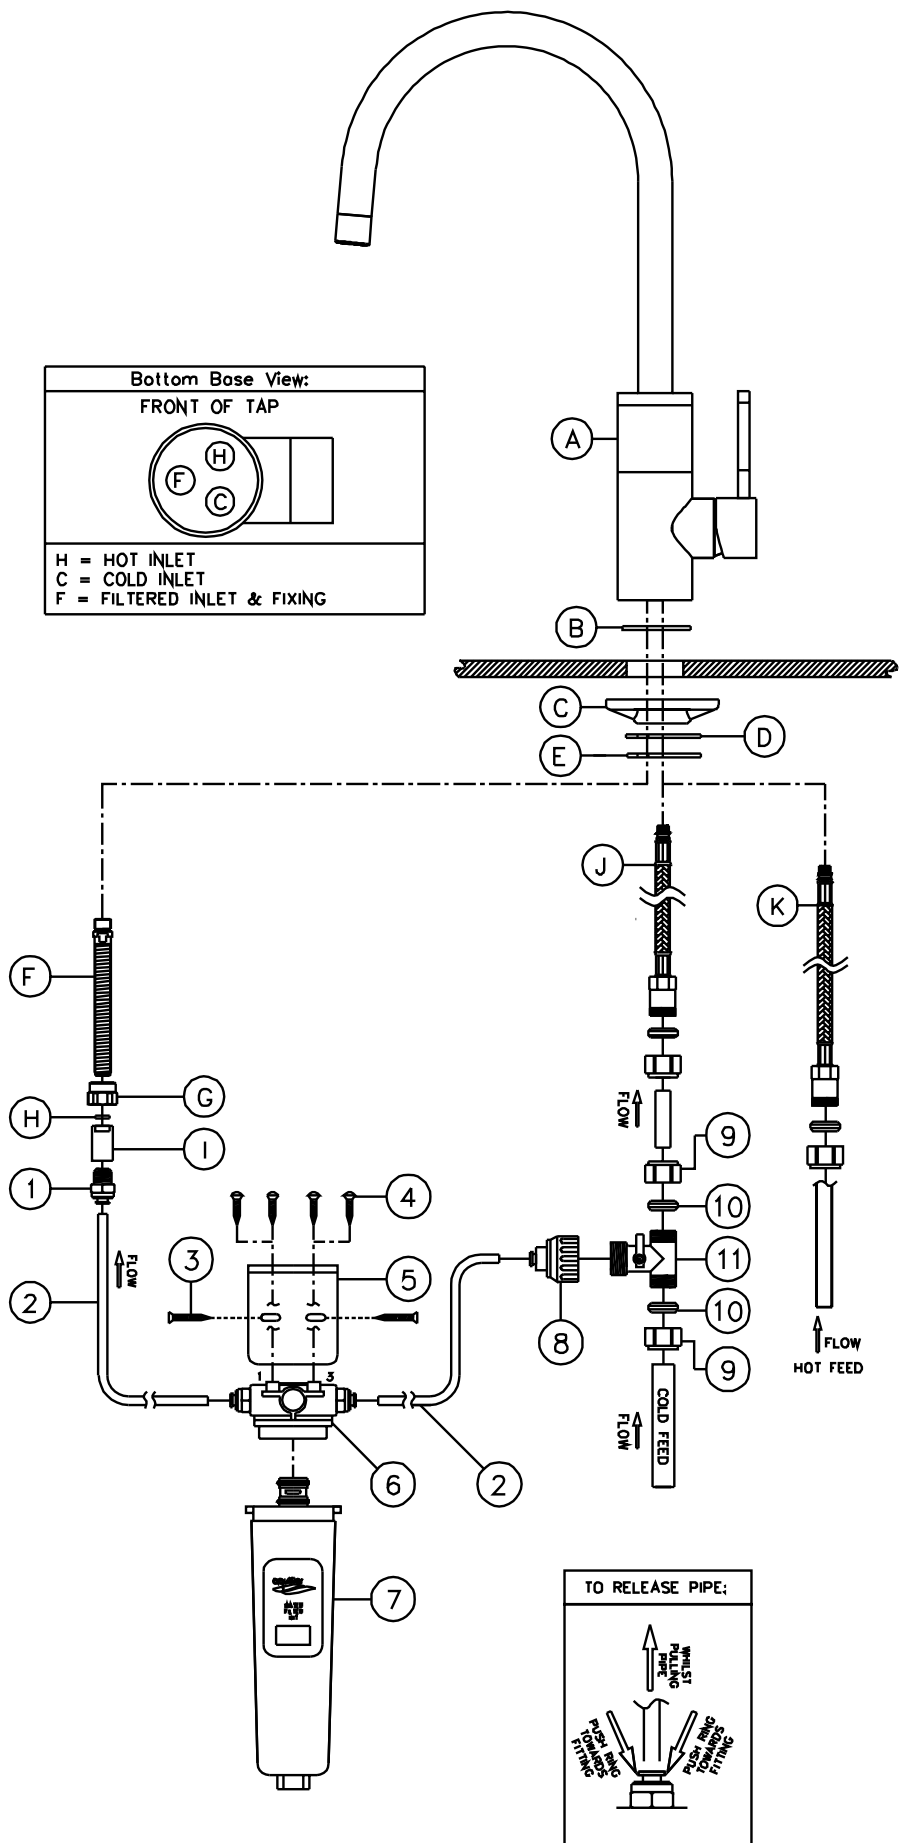 Bottom Base View:
FRONT OF TAP
H
F
C
H = HOT INLET
C = COLD INLET
F = FILTERED INLET & FIXING
A
B
C
D
E
J
K
F
G
H
I
1
FLOW
9
4
10
3
FLOW
5
11
2
8
10
FLOW
HOT FEED
1
3
9
COLD FEED
FLOW
6
2
7
TO RELEASE PIPE:
WHILST
PULLING
PIPE
PUSH RING
TOWARDS
FITTING
PUSH RING
TOWARDS
FITTING